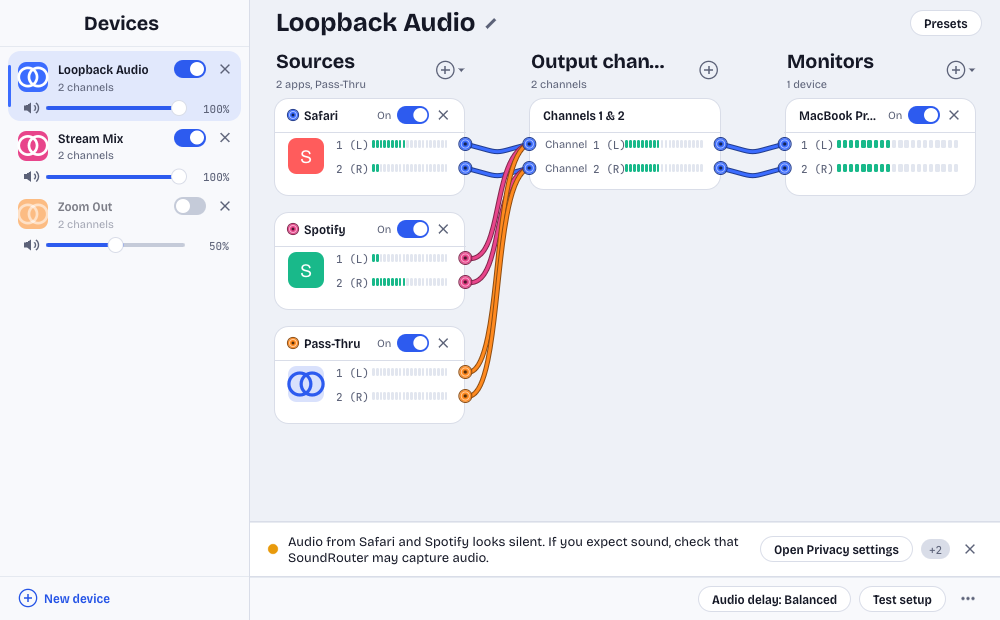 Devices
Loopback Audio
2 channels
100%
Stream Mix
2 channels
100%
Zoom Out
2 channels
50%
New device
Loopback Audio
Presets
Sources
2 apps, Pass-Thru
Output chan...
2 channels
Monitors
1 device
Safari On
S
1 (L)
2 (R)
Spotify On
S
1 (L)
2 (R)
Pass-Thru On
1 (L)
2 (R)
Channels 1 & 2
Channel 1 (L)
Channel 2 (R)
MacBook Pr... On
1 (L)
2 (R)
Audio from Safari and Spotify looks silent. If you expect sound, check that
SoundRouter may capture audio.
Open Privacy settings
+2
Audio delay: Balanced
Test setup